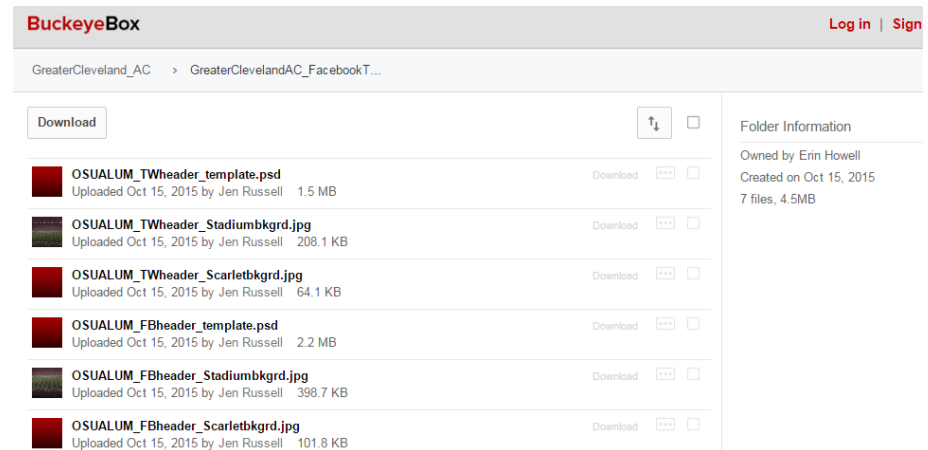 BuckeyeBox
Log in | Sign
GreaterCleveland_AC > GreaterClevelandAC_FacebookT...
Download
Folder Information
Owned by Erin Howell
Created on Oct 15, 2015
7 files, 4.5MB
OSUALUM_TWheader_template.psd
Uploaded Oct 15, 2015 by Jen Russell 1.5 MB
Download
OSUALUM_TWheader_Stadiumbkgrd.jpg
Uploaded Oct 15, 2015 by Jen Russell 208.1 KB
Download
OSUALUM_TWheader_Scarletbkgrd.jpg
Uploaded Oct 15, 2015 by Jen Russell 64.1 KB
Download
OSUALUM_FBheader_template.psd
Uploaded Oct 15, 2015 by Jen Russell 2.2 MB
Download
OSUALUM_FBheader_Stadiumbkgrd.jpg
Uploaded Oct 15, 2015 by Jen Russell 398.7 KB
Download
OSUALUM_FBheader_Scarletbkgrd.jpg
Uploaded Oct 15, 2015 by Jen Russell 101.8 KB
Download